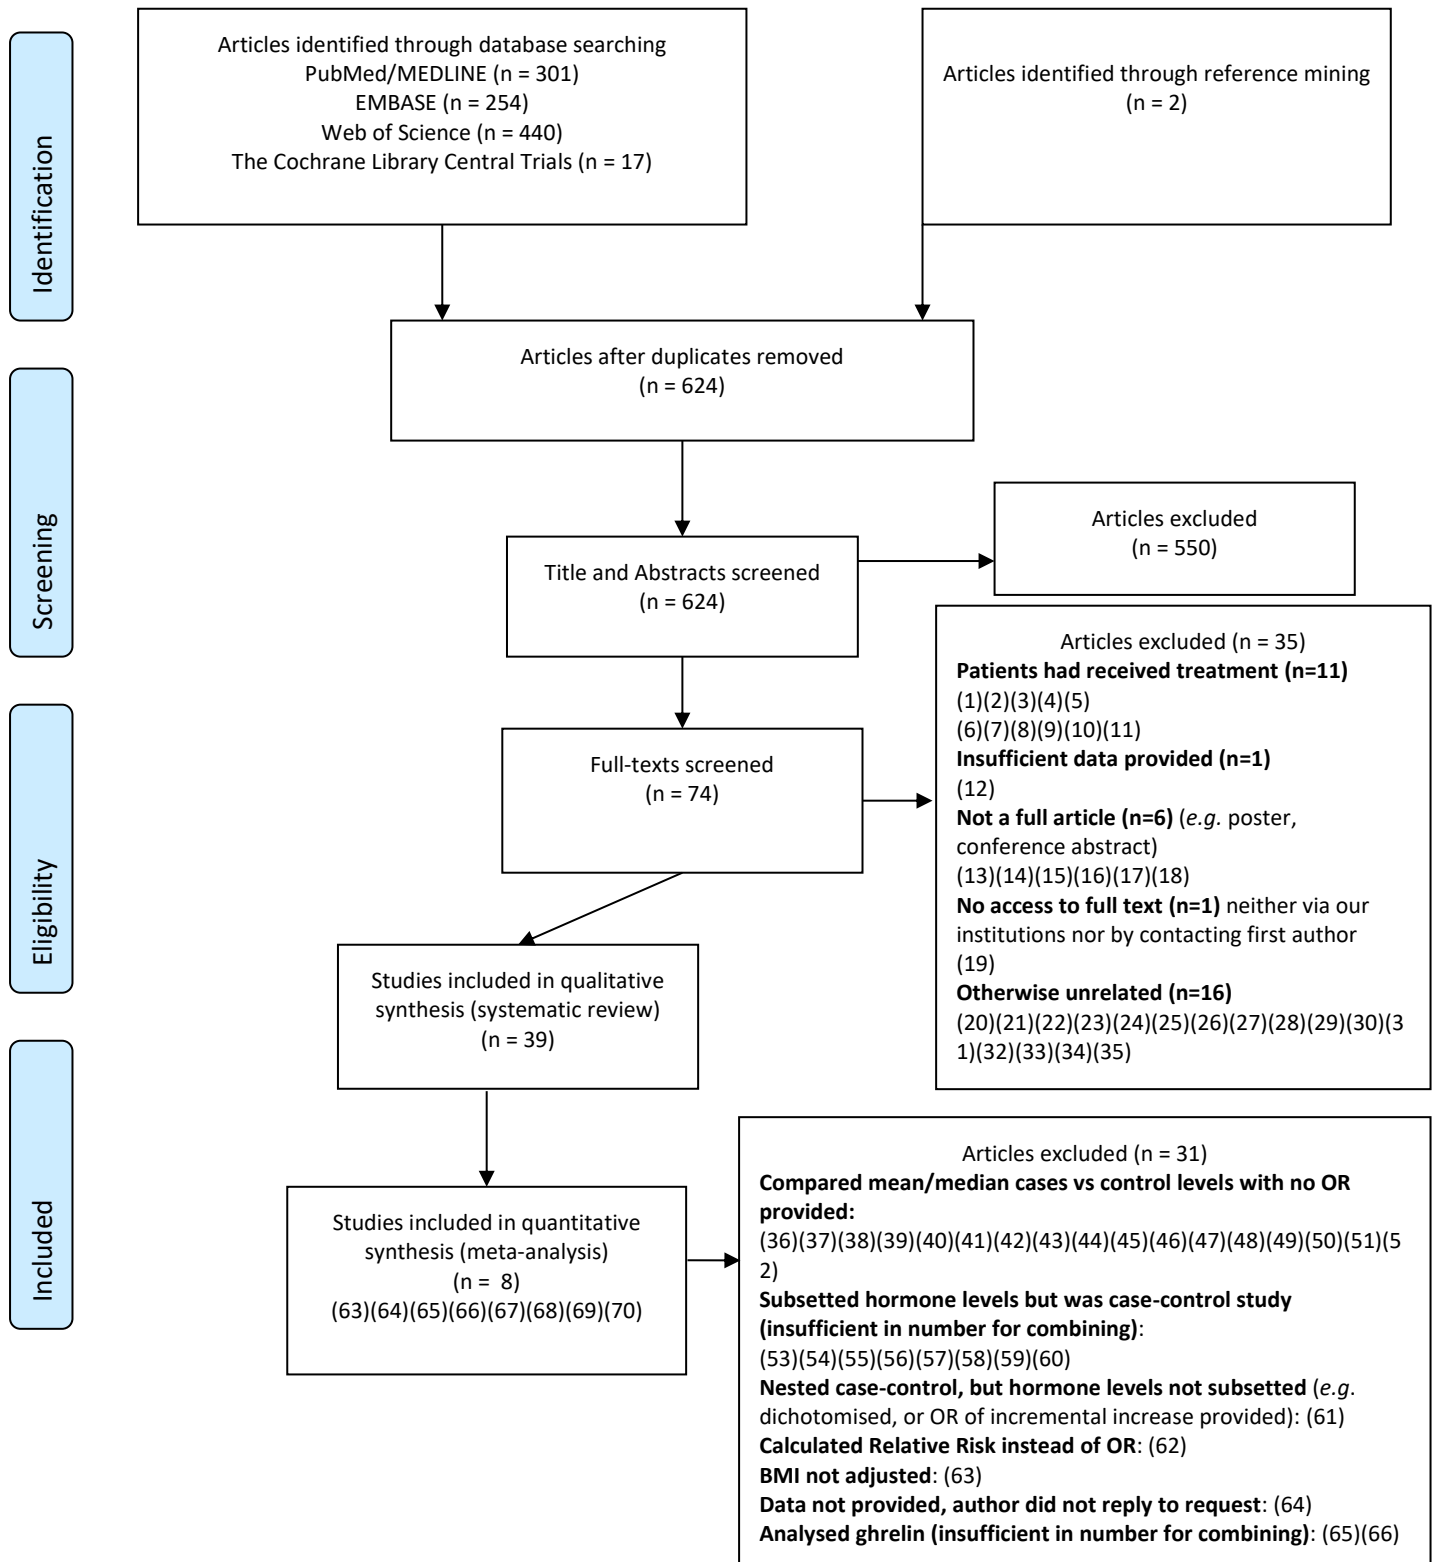 Identification
Articles identified through database searching
PubMed/MEDLINE (n = 301)
EMBASE (n = 254)
Web of Science (n = 440)
The Cochrane Library Central Trials (n = 17)
Articles identified through reference mining
(n = 2)
Articles after duplicates removed
(n = 624)
Screening
Title and Abstracts screened
(n = 624)
Articles excluded
(n = 550)
Eligibility
Full-texts screened
(n = 74)
Articles excluded (n = 35)
Patients had received treatment (n=11)
(1)(2)(3)(4)(5)
(6)(7)(8)(9)(10)(11)
Insufficient data provided (n=1)
(12)
Not a full article (n=6) (e.g. poster,
conference abstract)
(13)(14)(15)(16)(17)(18)
No access to full text (n=1) neither via our
institutions nor by contacting first author
(19)
Otherwise unrelated (n=16)
(20)(21)(22)(23)(24)(25)(26)(27)(28)(29)(30)(3
1)(32)(33)(34)(35)
Studies included in qualitative
synthesis (systematic review)
(n = 39)
Included
Studies included in quantitative
synthesis (meta-analysis)
(n =  8)
(63)(64)(65)(66)(67)(68)(69)(70)
Articles excluded (n = 31)
Compared mean/median cases vs control levels with no OR
provided:
(36)(37)(38)(39)(40)(41)(42)(43)(44)(45)(46)(47)(48)(49)(50)(51)(5
2)
Subsetted hormone levels but was case-control study
(insufficient in number for combining):
(53)(54)(55)(56)(57)(58)(59)(60)
Nested case-control, but hormone levels not subsetted (e.g.
dichotomised, or OR of incremental increase provided): (61)
Calculated Relative Risk instead of OR: (62)
BMI not adjusted: (63)
Data not provided, author did not reply to request: (64)
Analysed ghrelin (insufficient in number for combining): (65)(66)